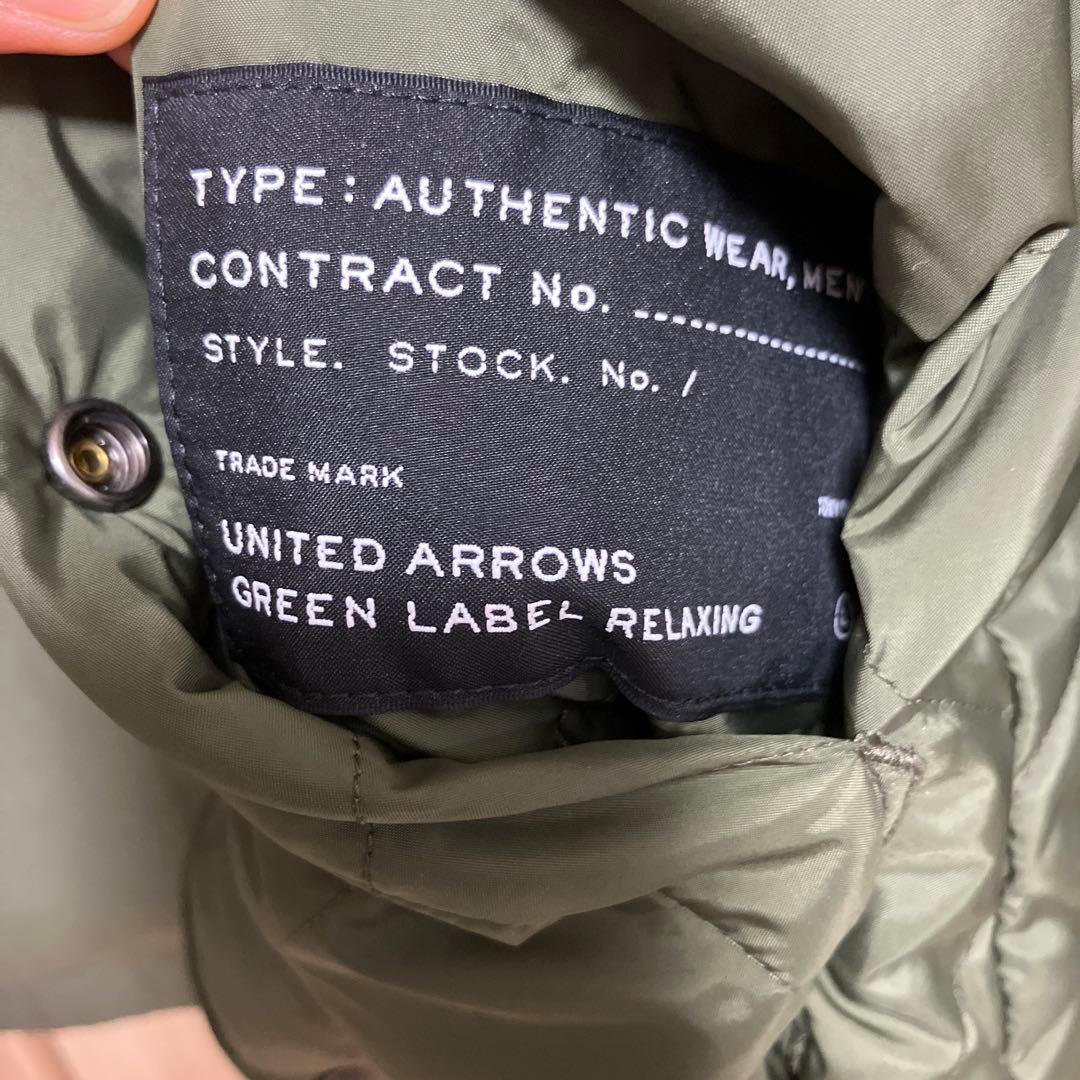 TYPE : AUTHENTIC WEAR, MEN
CONTRACT No. --------------------
STYLE. STOCK. No. /
TRADE MARK
UNITED ARROWS
GREEN LABEL RELAXING